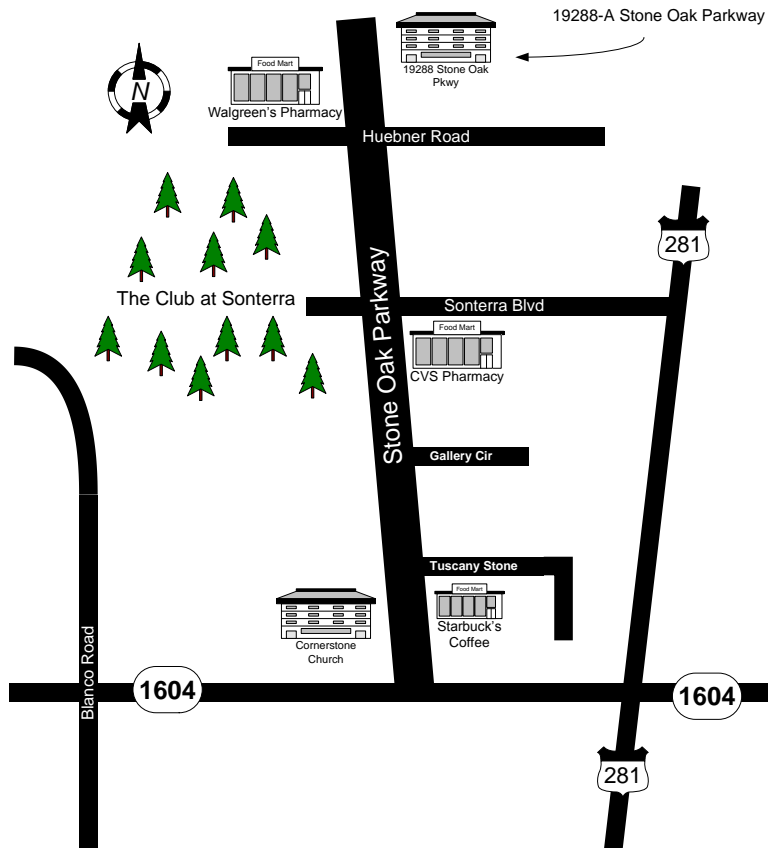 19288-A Stone Oak Parkway
19288 Stone Oak
Pkwy
N
Food Mart
Walgreen's Pharmacy
Huebner Road
281
The Club at Sonterra
Sonterra Blvd
Food Mart
CVS Pharmacy
Stone Oak Parkway
Gallery Cir
Tuscany Stone
Food Mart
Starbuck's
Coffee
Cornerstone
Church
Blanco Road
1604
1604
281